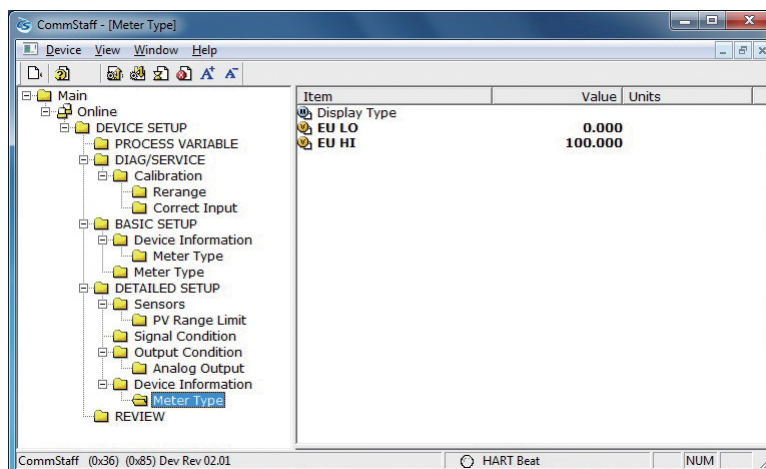 CommStaff - [Meter Type]
Device View Window Help
A+ A-
Main
Online
DEVICE SETUP
PROCESS VARIABLE
DIAG/SERVICE
Calibration
Rerange
Correct Input
BASIC SETUP
Device Information
Meter Type
Meter Type
DETAILED SETUP
Sensors
PV Range Limit
Signal Condition
Output Condition
Analog Output
Device Information
Meter Type
REVIEW
Item Value Units
Display Type
EU LO 0.000
EU HI 100.000
CommStaff (0x36) (0x85) Dev Rev 02.01 HART Beat NUM